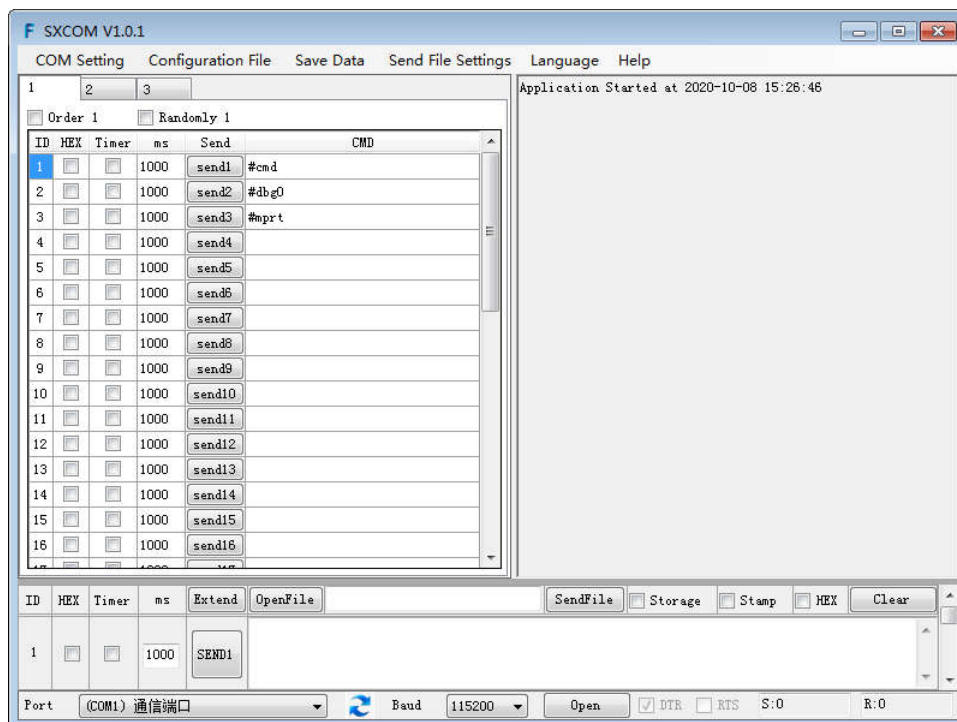 SXCOM V1.0.1
COM Setting Configuration File Save Data Send File Settings Language Help
1 2 3
Order 1 Randomly 1
ID HEX Timer ms Send CMD
1 1000 send1 #cmd
2 1000 send2 #dbg0
3 1000 send3 #mprt
4 1000 send4
5 1000 send5
6 1000 send6
7 1000 send7
8 1000 send8
9 1000 send9
10 1000 send10
11 1000 send11
12 1000 send12
13 1000 send13
14 1000 send14
15 1000 send15
16 1000 send16
Application Started at 2020-10-08 15:26:46
ID HEX Timer ms Extend OpenFile SendFile Storage Stamp HEX Clear
1 1000 SEND1
Port (COM1) 通信端口 Baud 115200 Open DTR RTS S:0 R:0